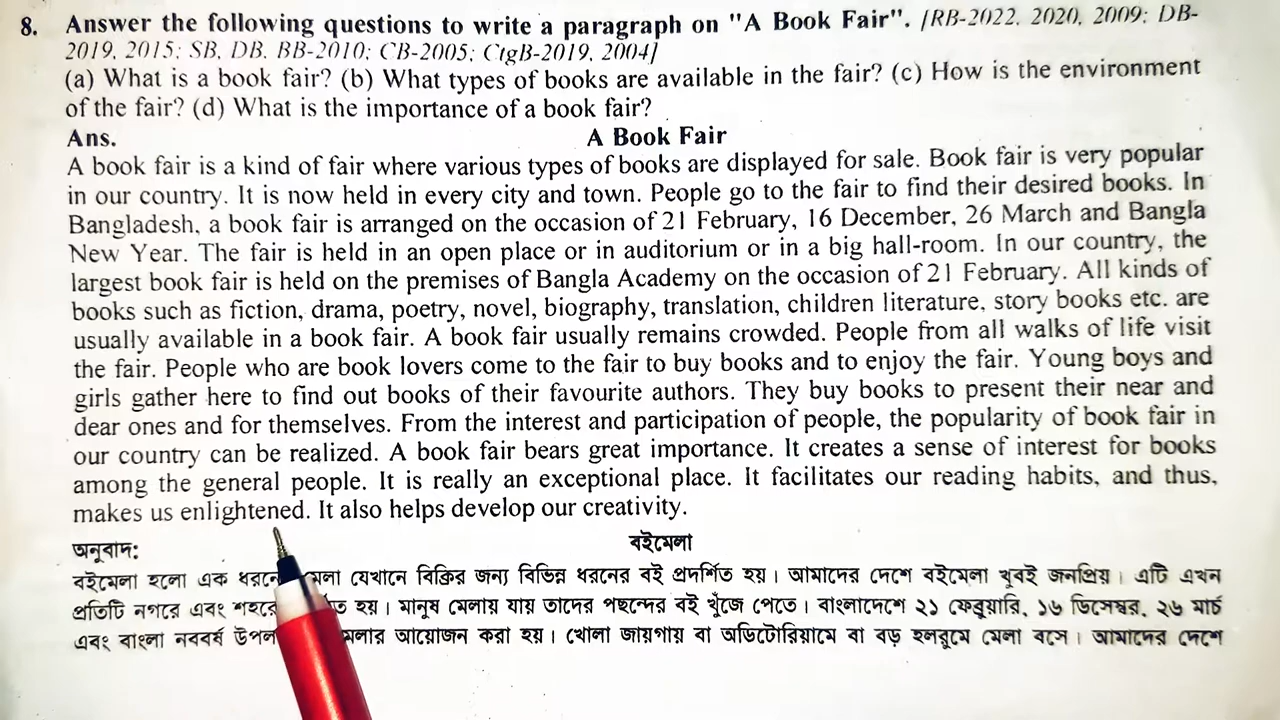 8. Answer the following questions to write a paragraph on "A Book Fair". [RB-2022, 2020, 2009; DB-
2019, 2015; SB, DB, BB-2010; CB-2005; CtgB-2019, 2004]
(a) What is a book fair? (b) What types of books are available in the fair? (c) How is the environment
of the fair? (d) What is the importance of a book fair?
Ans. A Book Fair
A book fair is a kind of fair where various types of books are displayed for sale. Book fair is very popular
in our country. It is now held in every city and town. People go to the fair to find their desired books. In
Bangladesh, a book fair is arranged on the occasion of 21 February, 16 December, 26 March and Bangla
New Year. The fair is held in an open place or in auditorium or in a big hall-room. In our country, the
largest book fair is held on the premises of Bangla Academy on the occasion of 21 February. All kinds of
books such as fiction, drama, poetry, novel, biography, translation, children literature, story books etc. are
usually available in a book fair. A book fair usually remains crowded. People from all walks of life visit
the fair. People who are book lovers come to the fair to buy books and to enjoy the fair. Young boys and
girls gather here to find out books of their favourite authors. They buy books to present their near and
dear ones and for themselves. From the interest and participation of people, the popularity of book fair in
our country can be realized. A book fair bears great importance. It creates a sense of interest for books
among the general people. It is really an exceptional place. It facilitates our reading habits, and thus,
makes us enlightened. It also helps develop our creativity.
অনুবাদ: বইমেলা
বইমেলা হলো এক ধরনের মেলা যেখানে বিক্রির জন্য বিভিন্ন ধরনের বই প্রদর্শিত হয়। আমাদের দেশে বইমেলা খুবই জনপ্রিয়। এটি এখন
প্রতিটি নগরে এবং শহরে হয়। মানুষ মেলায় যায় তাদের পছন্দের বই খুঁজে পেতে। বাংলাদেশে ২১ ফেব্রুয়ারি, ১৬ ডিসেম্বর, ২৬ মার্চ
এবং বাংলা নববর্ষ আয়োজন করা হয়। খোলা জায়গায় বা অডিটোরিয়ামে বা বড় হলরুমে মেলা বসে। আমাদের দেশে